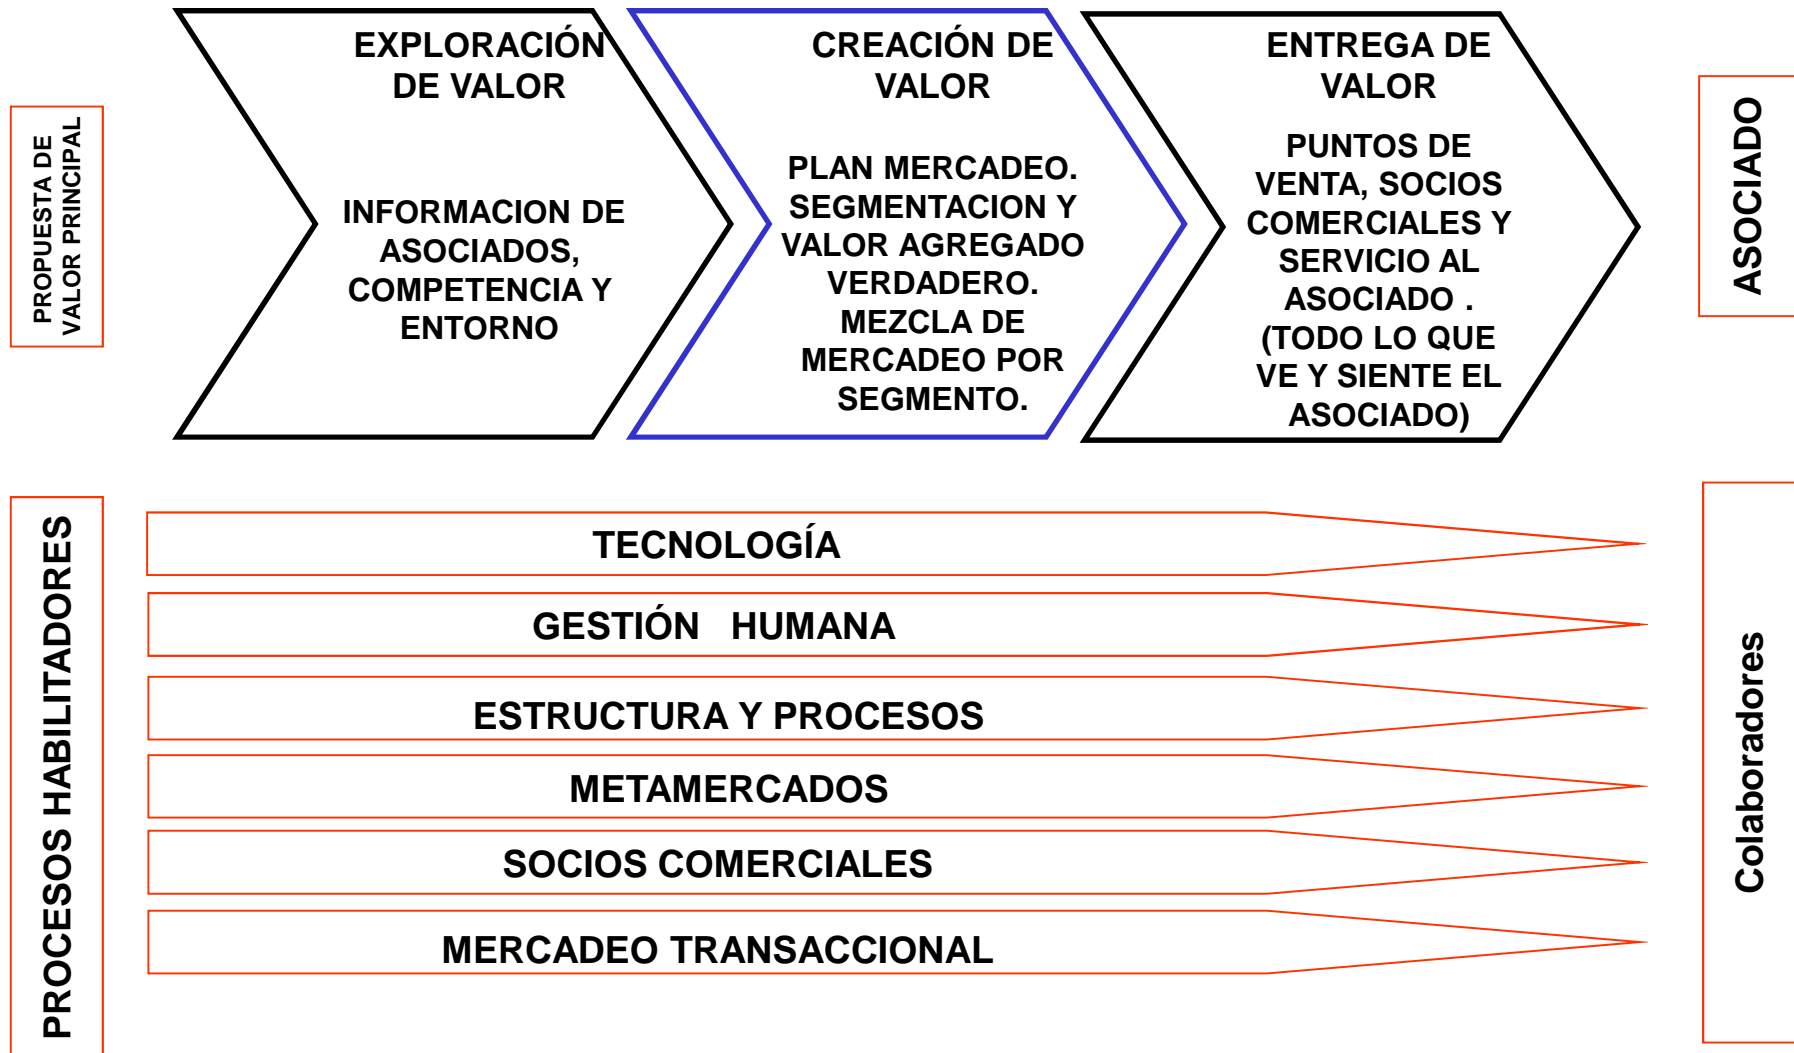 PROPUESTA DE
VALOR PRINCIPAL
EXPLORACIÓN
DE VALOR
INFORMACION DE
ASOCIADOS,
COMPETENCIA Y
ENTORNO
CREACIÓN DE
VALOR
PLAN MERCADEO.
SEGMENTACION Y
VALOR AGREGADO
VERDADERO.
MEZCLA DE
MERCADEO POR
SEGMENTO.
ENTREGA DE
VALOR
PUNTOS DE
VENTA, SOCIOS
COMERCIALES Y
SERVICIO AL
ASOCIADO .
(TODO LO QUE
VE Y SIENTE EL
ASOCIADO)
ASOCIADO
PROCESOS HABILITADORES
TECNOLOGÍA
GESTIÓN   HUMANA
ESTRUCTURA Y PROCESOS
METAMERCADOS
SOCIOS COMERCIALES
MERCADEO TRANSACCIONAL
Colaboradores